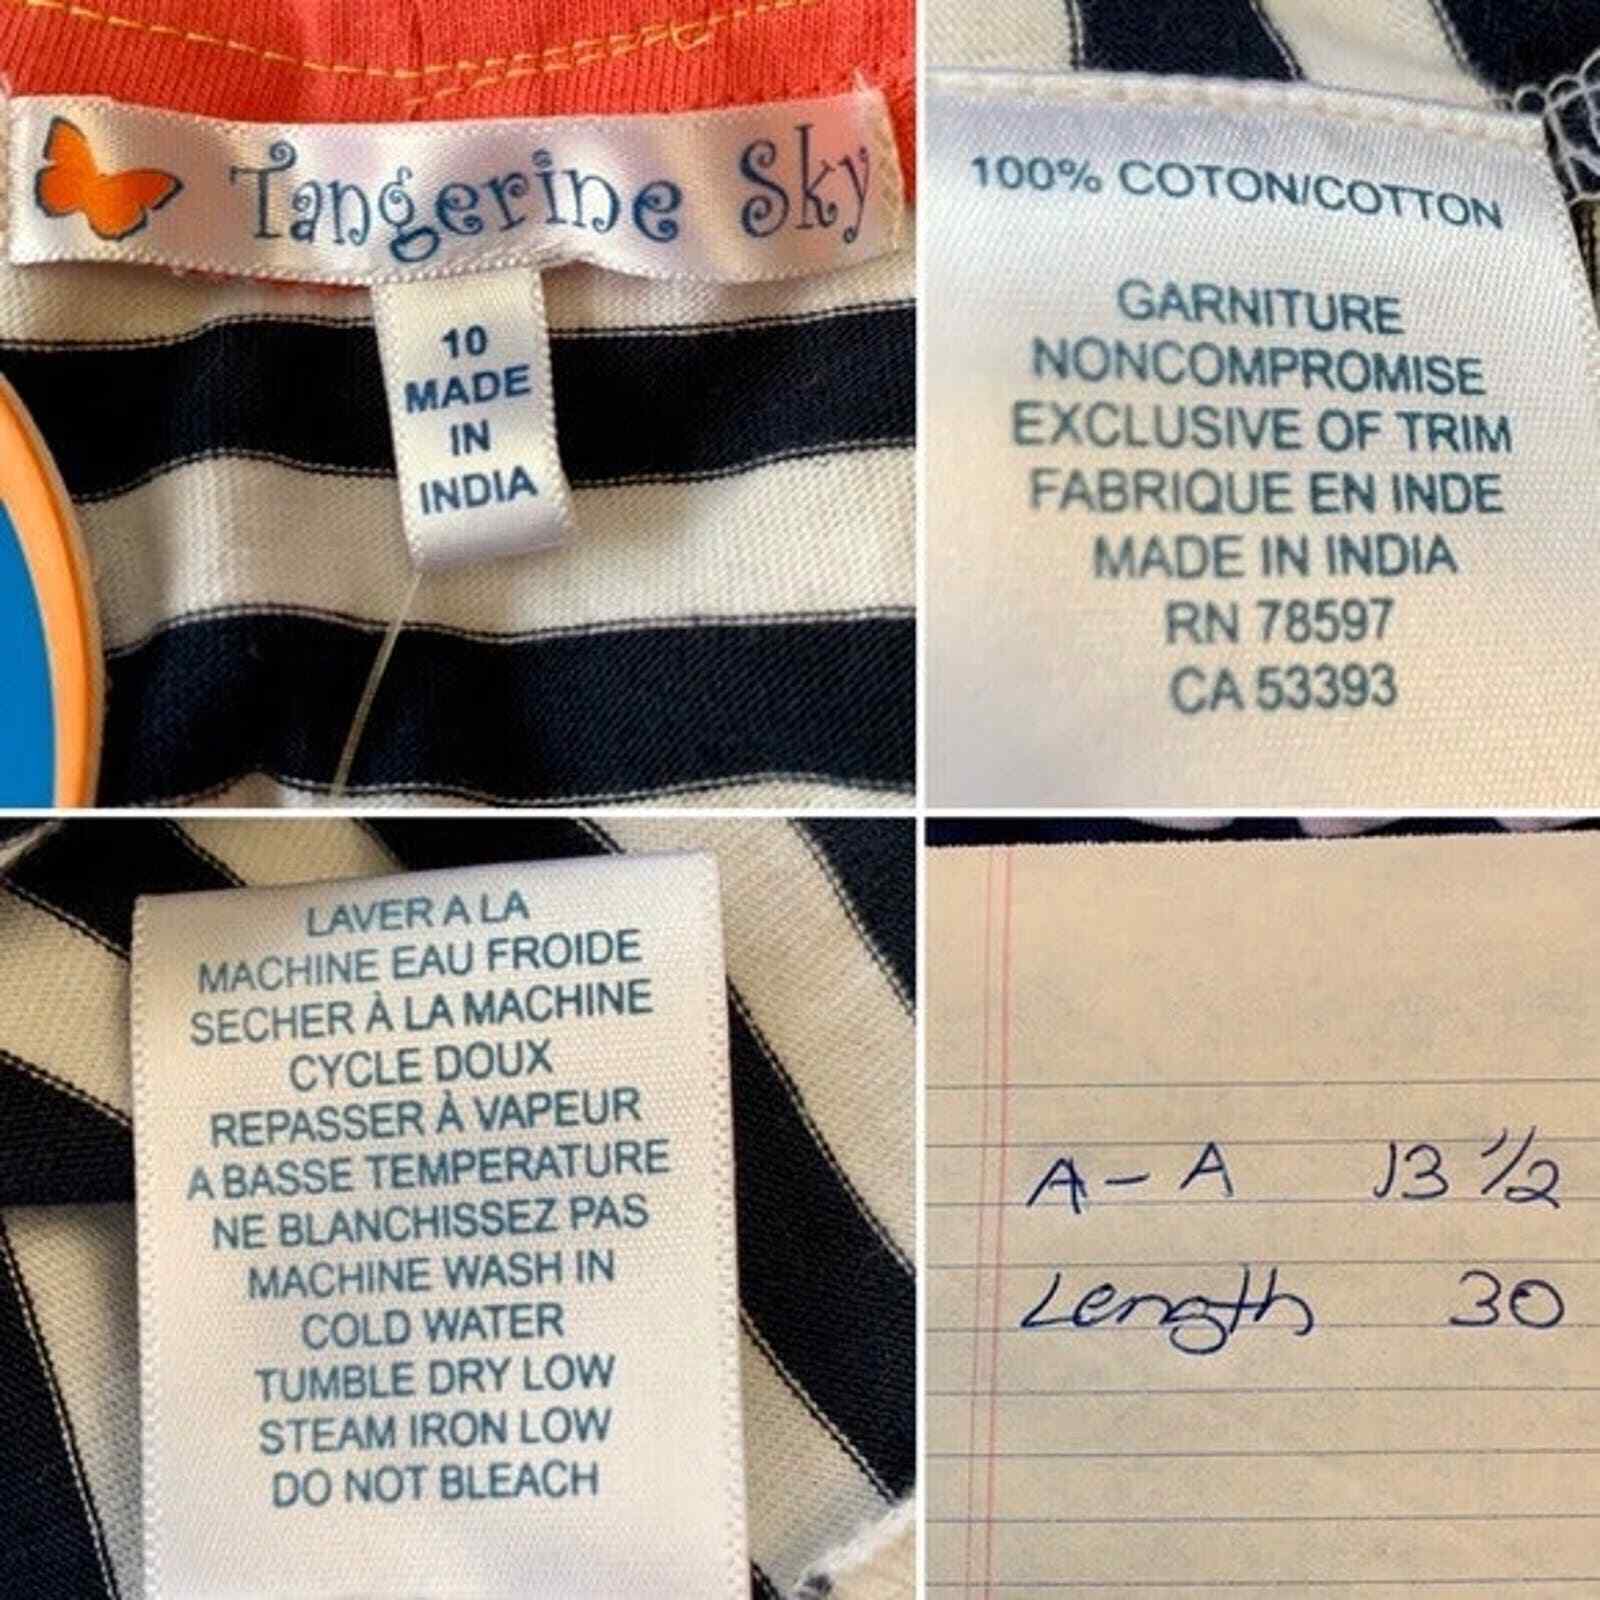 Tangerine Sky
10
MADE
IN
INDIA
100% COTON/COTTON
GARNITURE
NONCOMPROMISE
EXCLUSIVE OF TRIM
FABRIQUE EN INDE
MADE IN INDIA
RN 78597
CA 53393
LAVER A LA
MACHINE EAU FROIDE
SECHER À LA MACHINE
CYCLE DOUX
REPASSER À VAPEUR
A BASSE TEMPERATURE
NE BLANCHISSEZ PAS
MACHINE WASH IN
COLD WATER
TUMBLE DRY LOW
STEAM IRON LOW
DO NOT BLEACH
A - A 13 1/2
Length 30